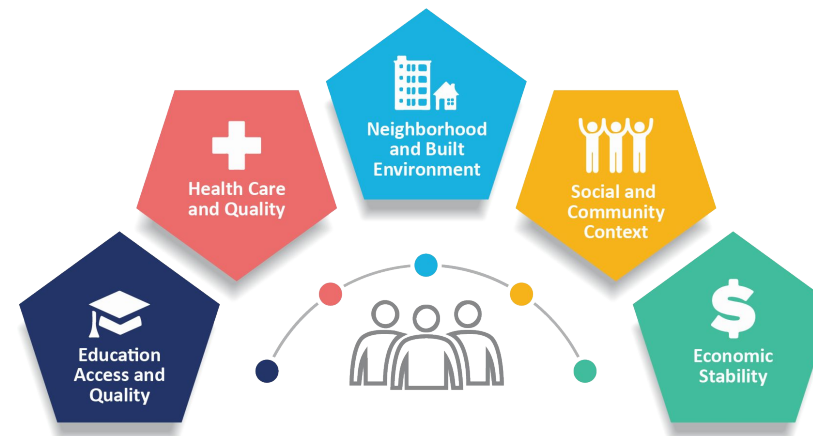 Education
Access and
Quality
Health Care
and Quality
Neighborhood
and Built
Environment
Social and
Community
Context
$
Economic
Stability